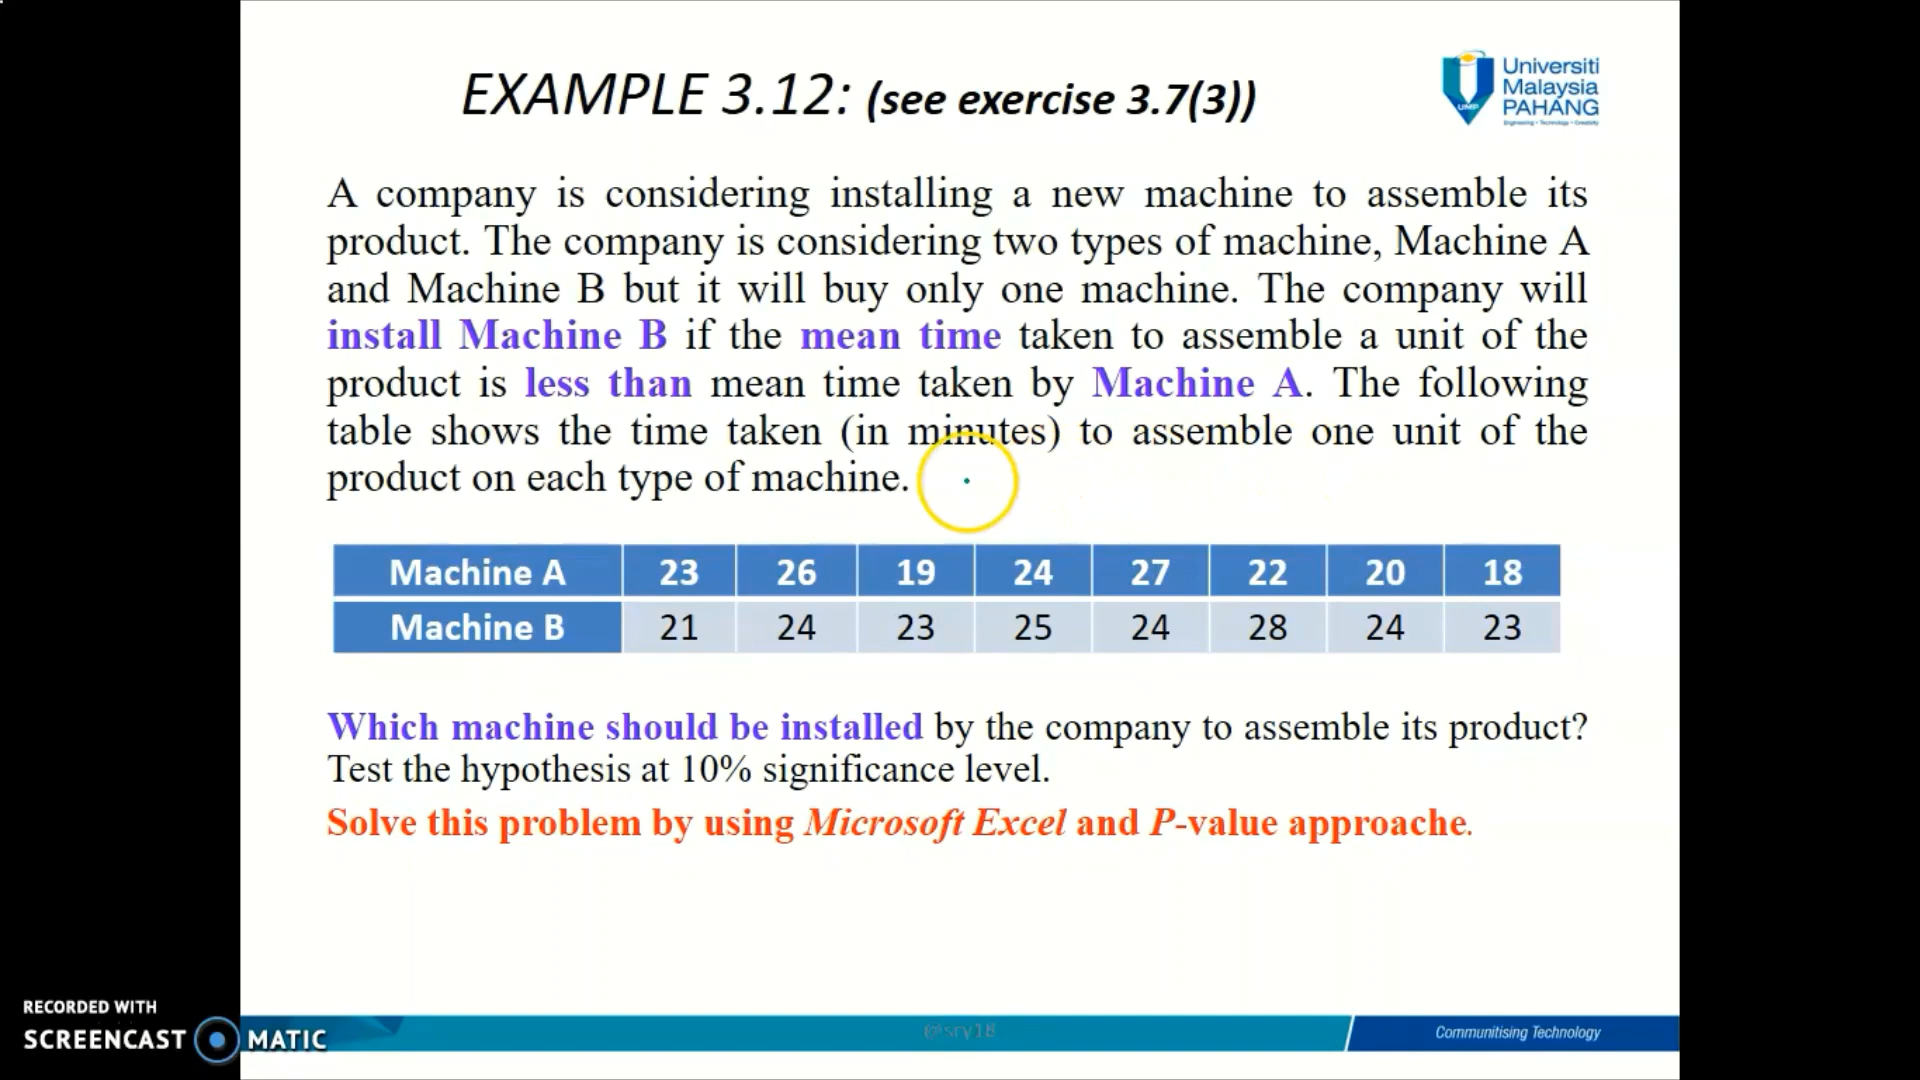 EXAMPLE 3.12: (see exercise 3.7(3))
Universiti
Malaysia
PAHANG
Engineering • Technology • Creativity
UMP
A company is considering installing a new machine to assemble its
product. The company is considering two types of machine, Machine A
and Machine B but it will buy only one machine. The company will
install Machine B if the mean time taken to assemble a unit of the
product is less than mean time taken by Machine A. The following
table shows the time taken (in minutes) to assemble one unit of the
product on each type of machine.
Machine A 23 26 19 24 27 22 20 18
Machine B 21 24 23 25 24 28 24 23
Which machine should be installed by the company to assemble its product?
Test the hypothesis at 10% significance level.
Solve this problem by using Microsoft Excel and P-value approache.
RECORDED WITH
SCREENCAST MATIC
Communitising Technology